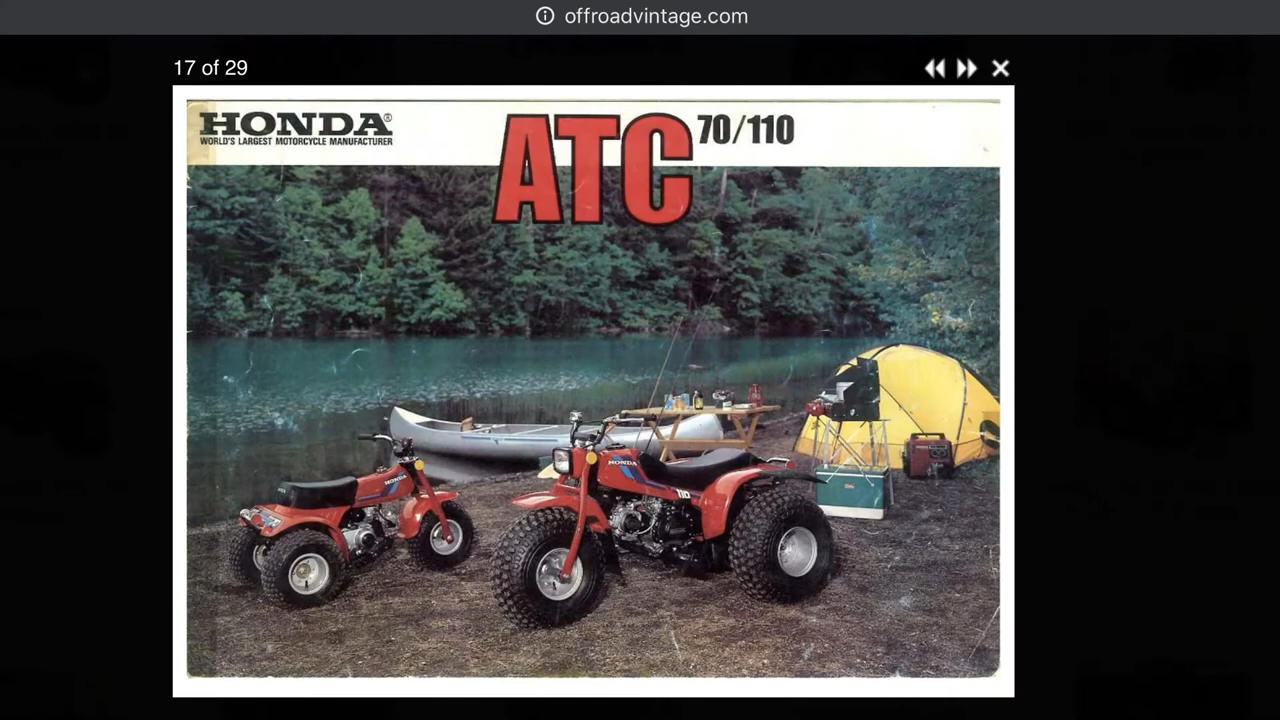 offroadvintage.com
17 of 29
HONDA®
WORLD'S LARGEST MOTORCYCLE MANUFACTURER
ATC 70/110
HONDA
HONDA
110